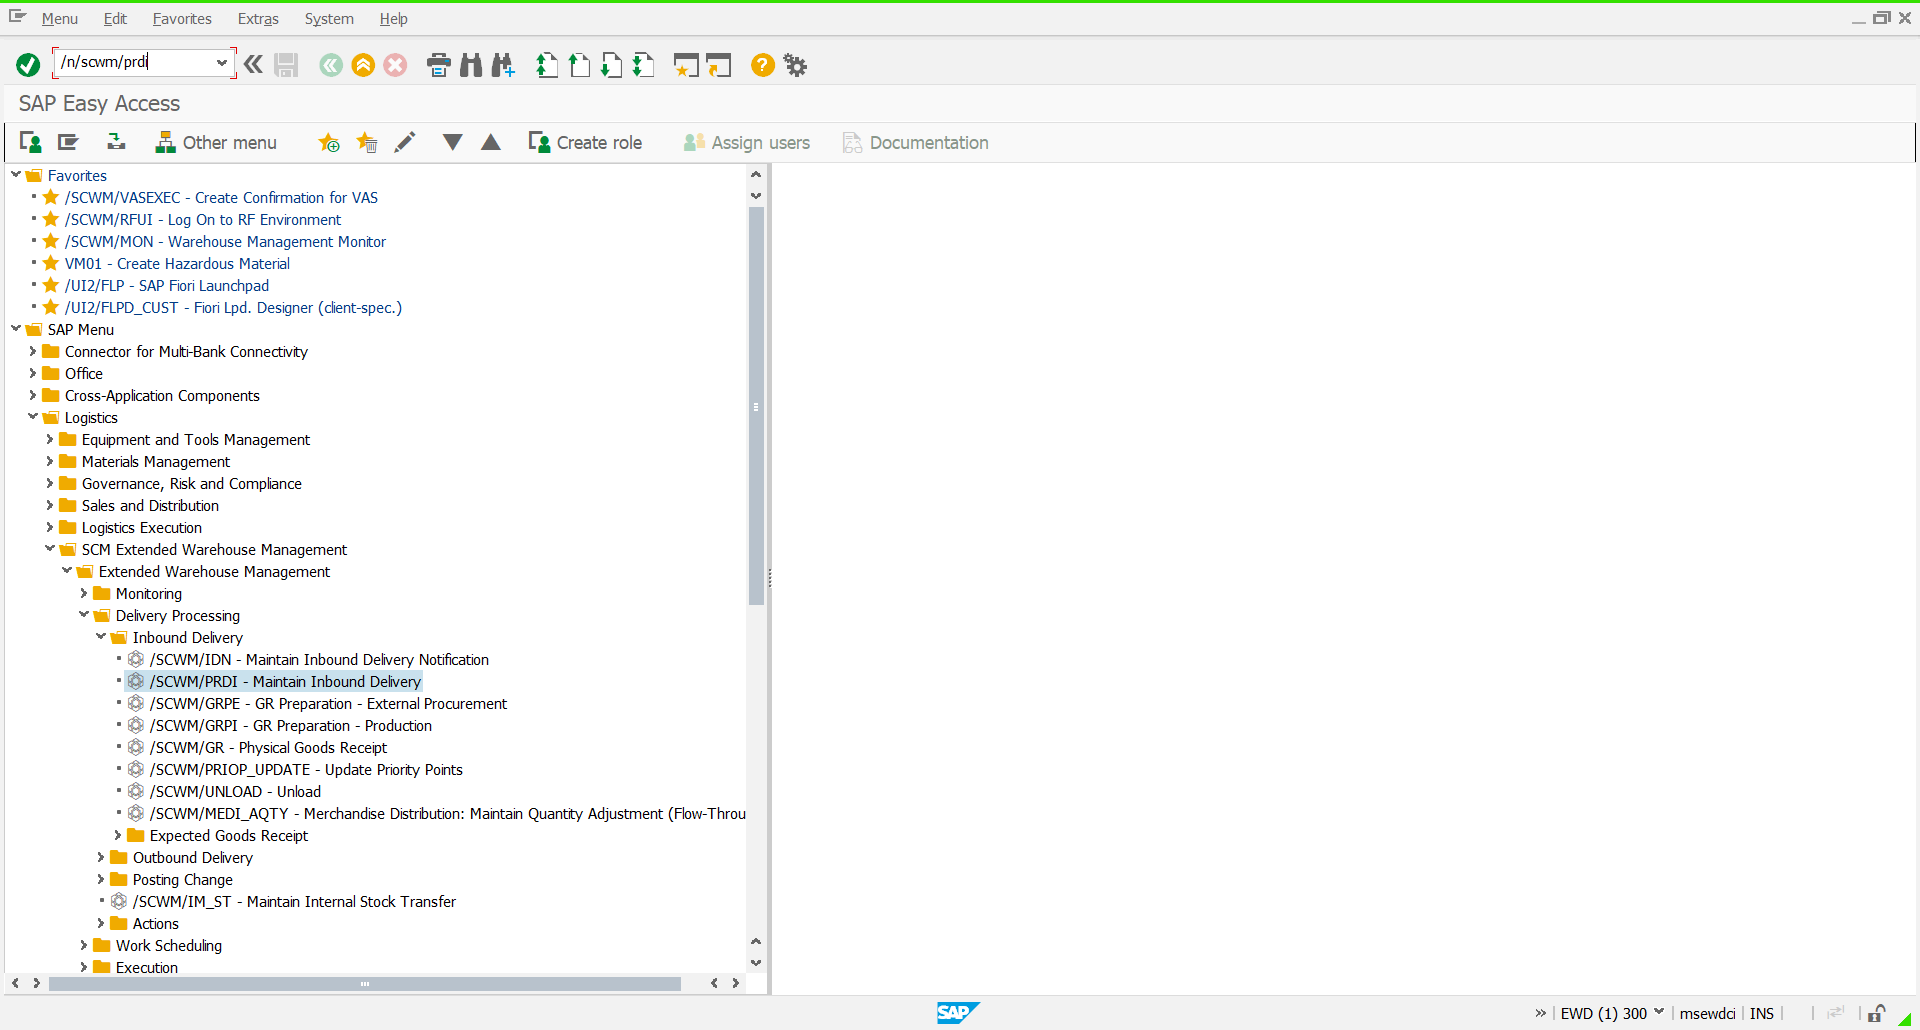 Menu Edit Favorites Extras System Help
/n/scwm/prdi
SAP Easy Access
Other menu Create role Assign users Documentation
Favorites
/SCWM/VASEXEC - Create Confirmation for VAS
/SCWM/RFUI - Log On to RF Environment
/SCWM/MON - Warehouse Management Monitor
VM01 - Create Hazardous Material
/UI2/FLP - SAP Fiori Launchpad
/UI2/FLPD_CUST - Fiori Lpd. Designer (client-spec.)
SAP Menu
Connector for Multi-Bank Connectivity
Office
Cross-Application Components
Logistics
Equipment and Tools Management
Materials Management
Governance, Risk and Compliance
Sales and Distribution
Logistics Execution
SCM Extended Warehouse Management
Extended Warehouse Management
Monitoring
Delivery Processing
Inbound Delivery
/SCWM/IDN - Maintain Inbound Delivery Notification
/SCWM/PRDI - Maintain Inbound Delivery
/SCWM/GRPE - GR Preparation - External Procurement
/SCWM/GRPI - GR Preparation - Production
/SCWM/GR - Physical Goods Receipt
/SCWM/PRIOP_UPDATE - Update Priority Points
/SCWM/UNLOAD - Unload
/SCWM/MEDI_AQTY - Merchandise Distribution: Maintain Quantity Adjustment (Flow-Throu
Expected Goods Receipt
Outbound Delivery
Posting Change
/SCWM/IM_ST - Maintain Internal Stock Transfer
Actions
Work Scheduling
Execution
SAP EWD (1) 300 msewdci INS